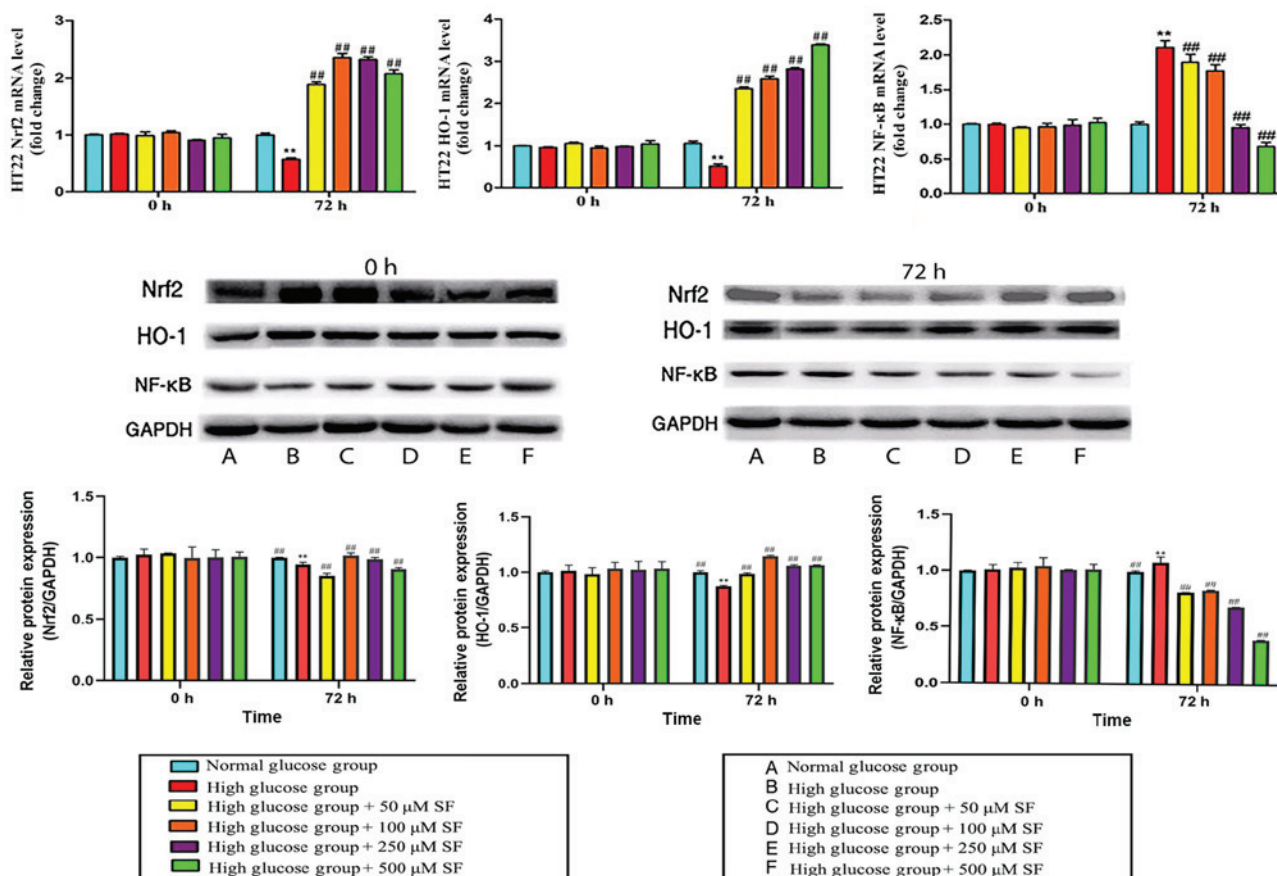 HT22 Nrf2 mRNA level
(fold change)
3
2
1
0
**
##
##
##
##
0 h
72 h
HT22 HO-1 mRNA level
(fold change)
4
3
2
1
0
**
##
##
##
##
0 h
72 h
HT22 NF-κB mRNA level
(fold change)
2.5
2.0
1.5
1.0
0.5
0.0
**
##
##
##
##
0 h
72 h
0 h
Nrf2
HO-1
NF-κB
GAPDH
A B C D E F
72 h
Nrf2
HO-1
NF-κB
GAPDH
A B C D E F
Relative protein expression
(Nrf2/GAPDH)
1.5
1.0
0.5
0.0
##
**
##
##
##
0 h
72 h
Time
Relative protein expression
(HO-1/GAPDH)
1.5
1.0
0.5
0.0
##
**
##
##
##
##
0 h
72 h
Time
Relative protein expression
(NF-κB/GAPDH)
1.5
1.0
0.5
0.0
##
**
##
##
##
##
0 h
72 h
Time
Normal glucose group
High glucose group
High glucose group + 50 μM SF
High glucose group + 100 μM SF
High glucose group + 250 μM SF
High glucose group + 500 μM SF
A Normal glucose group
B High glucose group
C High glucose group + 50 μM SF
D High glucose group + 100 μM SF
E High glucose group + 250 μM SF
F High glucose group + 500 μM SF